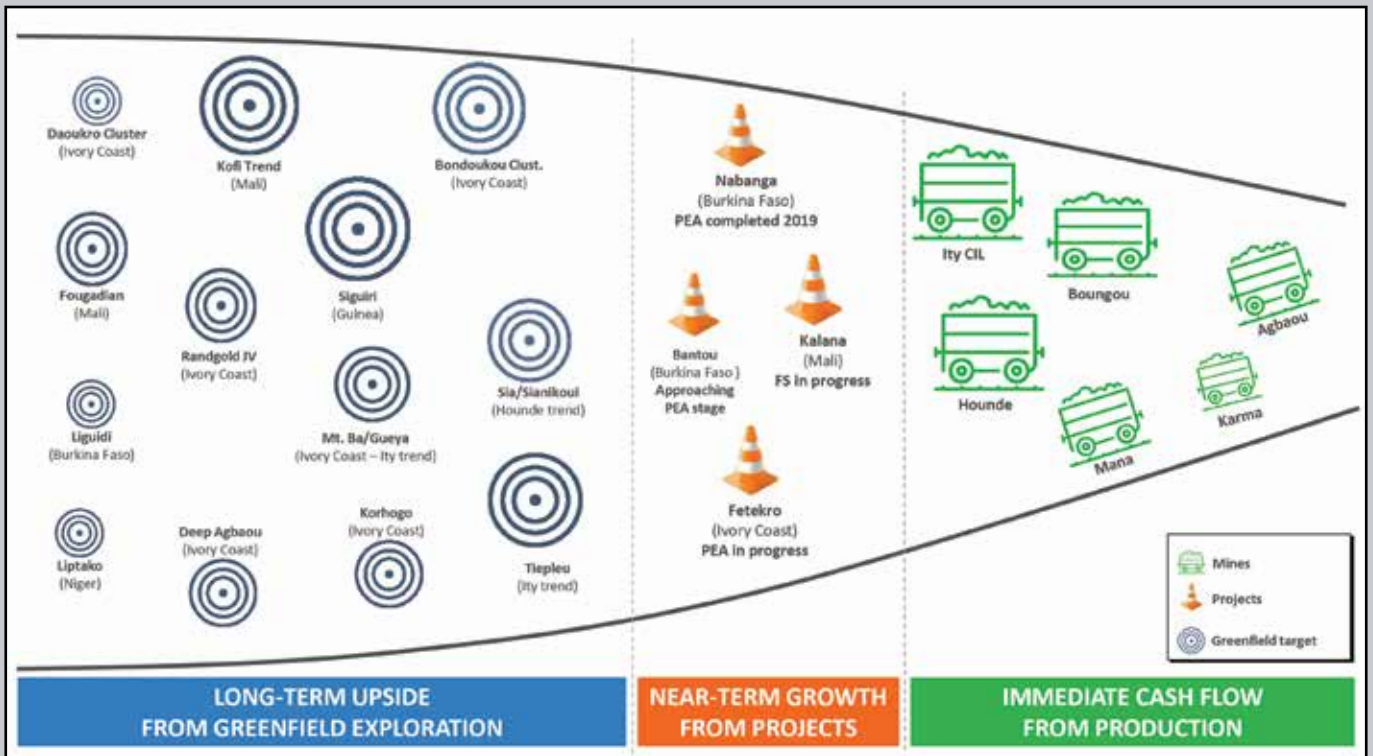 Daoukro Cluster
(Ivory Coast)
Kofi Trend
(Mali)
Bondoukou Clust.
(Ivory Coast)
Fougadian
(Mali)
Randgold JV
(Ivory Coast)
Siguiri
(Guinea)
Sia/Sianikoui
(Hounde trend)
Liguidi
(Burkina Faso)
Mt. Ba/Gueya
(Ivory Coast – Ity trend)
Liptako
(Niger)
Deep Agbaou
(Ivory Coast)
Korhogo
(Ivory Coast)
Tiepleu
(Ity trend)
Nabanga
(Burkina Faso)
PEA completed 2019
Bantou
(Burkina Faso )
Approaching
PEA stage
Kalana
(Mali)
FS in progress
Fetekro
(Ivory Coast)
PEA in progress
Ity CIL
Boungou
Agbaou
Hounde
Mana
Karma
Mines
Projects
Greenfield target
LONG-TERM UPSIDE
FROM GREENFIELD EXPLORATION
NEAR-TERM GROWTH
FROM PROJECTS
IMMEDIATE CASH FLOW
FROM PRODUCTION